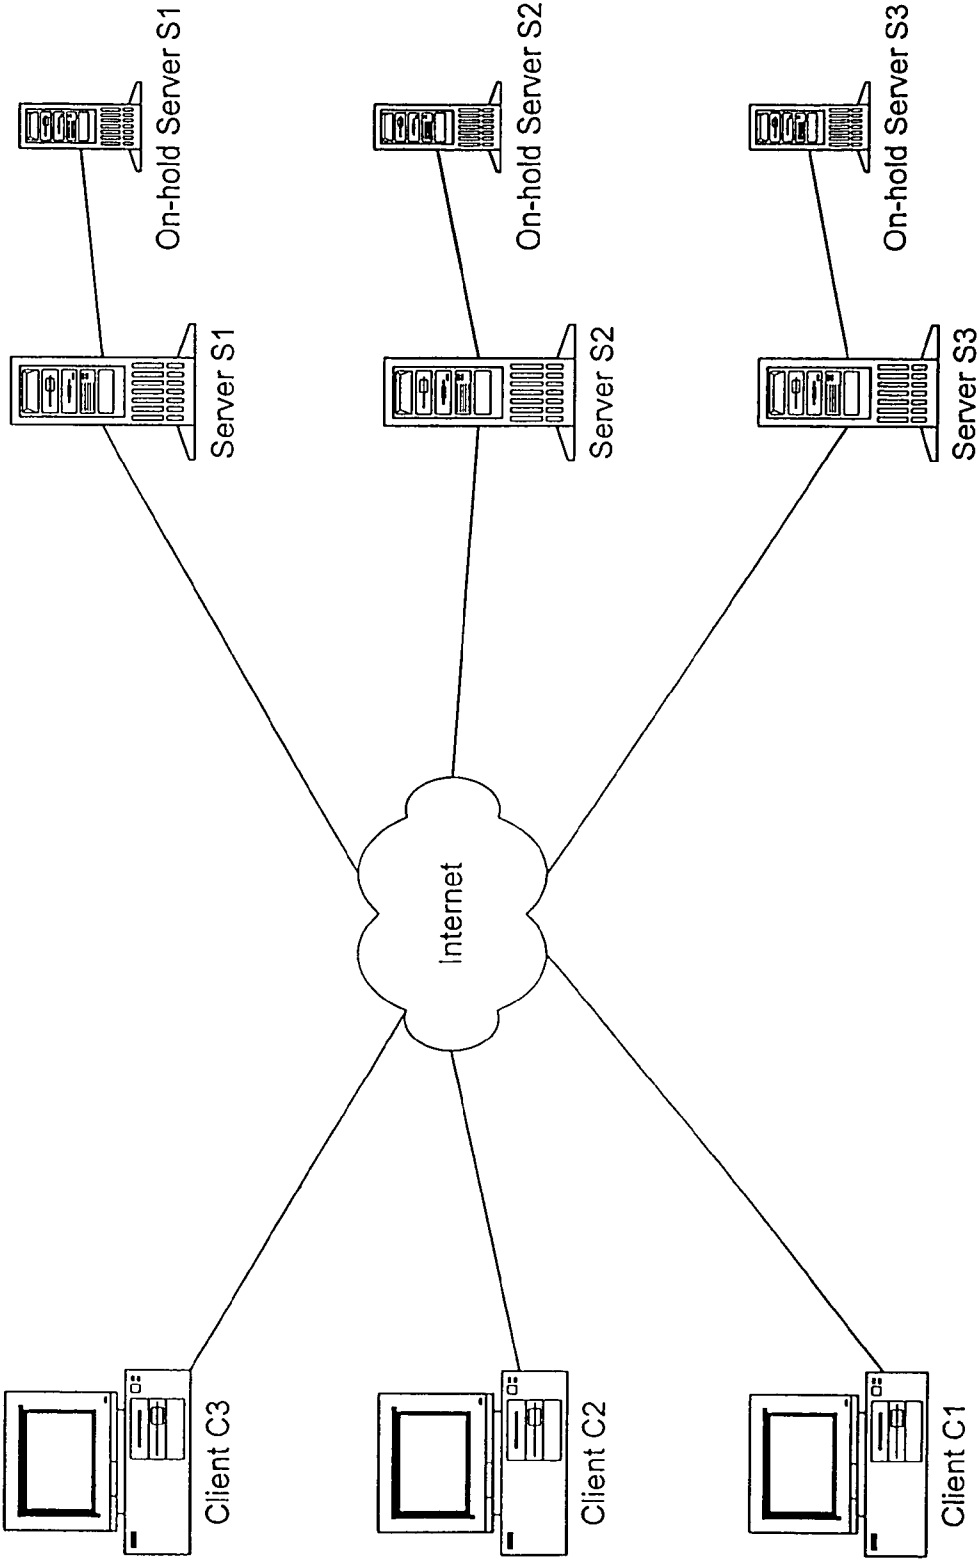 Client C3
Client C2
Client C1
Internet
Server S1
Server S2
Server S3
On-hold Server S1
On-hold Server S2
On-hold Server S3